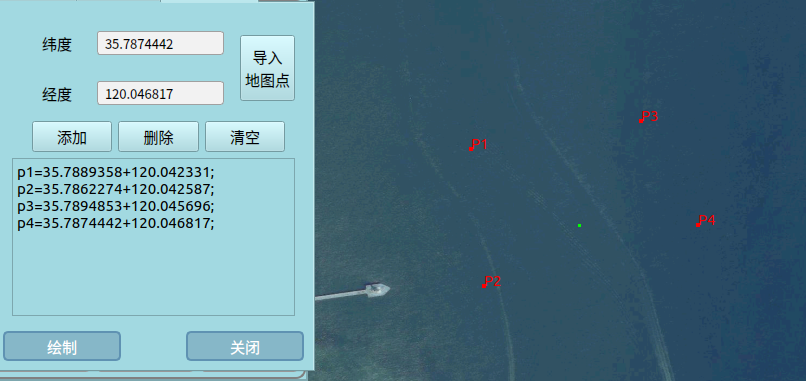 纬度
35.7874442
导入
地图点
经度
120.046817
添加
删除
清空
p1=35.7889358+120.042331;
p2=35.7862274+120.042587;
p3=35.7894853+120.045696;
p4=35.7874442+120.046817;
绘制
关闭
P1
P3
P4
P2